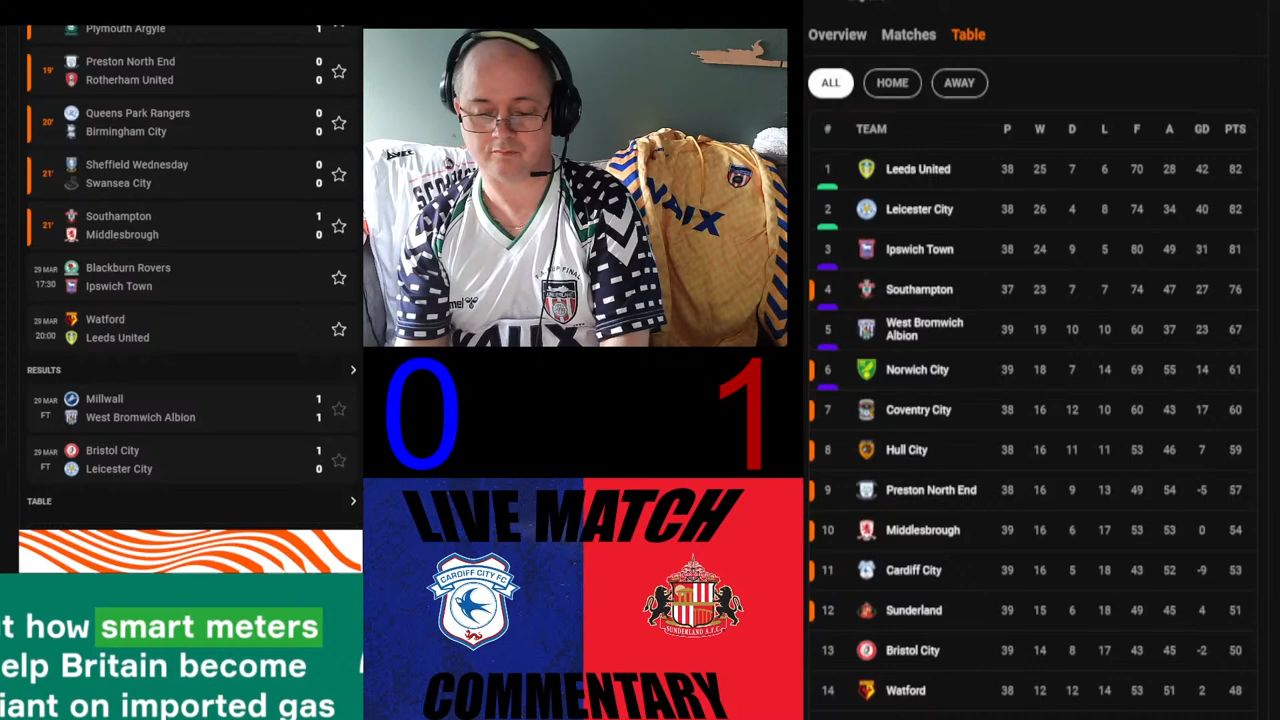 Plymouth Argyle 1
19' Preston North End 0
Rotherham United 0
20' Queens Park Rangers 0
Birmingham City 0
21' Sheffield Wednesday 0
Swansea City 0
21' Southampton 1
Middlesbrough 0
29 MAR Blackburn Rovers
17:30 Ipswich Town
29 MAR Watford
20:00 Leeds United
RESULTS
29 MAR Millwall 1
FT West Bromwich Albion 1
29 MAR Bristol City 1
FT Leicester City 0
TABLE
t how smart meters
elp Britain become
iant on imported gas
F.A. CUP FINAL
SUNDERLAND
VAUX
0 1
LIVE MATCH
CARDIFF CITY FC
SUNDERLAND A.F.C.
COMMENTARY
Overview Matches Table
ALL HOME AWAY
# TEAM P W D L F A GD PTS
1 Leeds United 38 25 7 6 70 28 42 82
2 Leicester City 38 26 4 8 74 34 40 82
3 Ipswich Town 38 24 9 5 80 49 31 81
4 Southampton 37 23 7 7 74 47 27 76
5 West Bromwich Albion 39 19 10 10 60 37 23 67
6 Norwich City 39 18 7 14 69 55 14 61
7 Coventry City 38 16 12 10 60 43 17 60
8 Hull City 38 16 11 11 53 46 7 59
9 Preston North End 38 16 9 13 49 54 -5 57
10 Middlesbrough 39 16 6 17 53 53 0 54
11 Cardiff City 39 16 5 18 43 52 -9 53
12 Sunderland 39 15 6 18 49 45 4 51
13 Bristol City 39 14 8 17 43 45 -2 50
14 Watford 38 12 12 14 53 51 2 48